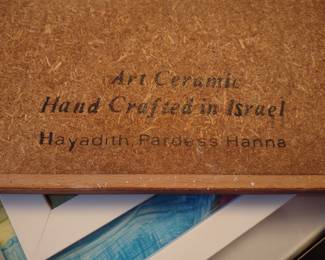 Art Ceramic
Hand Crafted in Israel
Hayadith Pardess Hanna